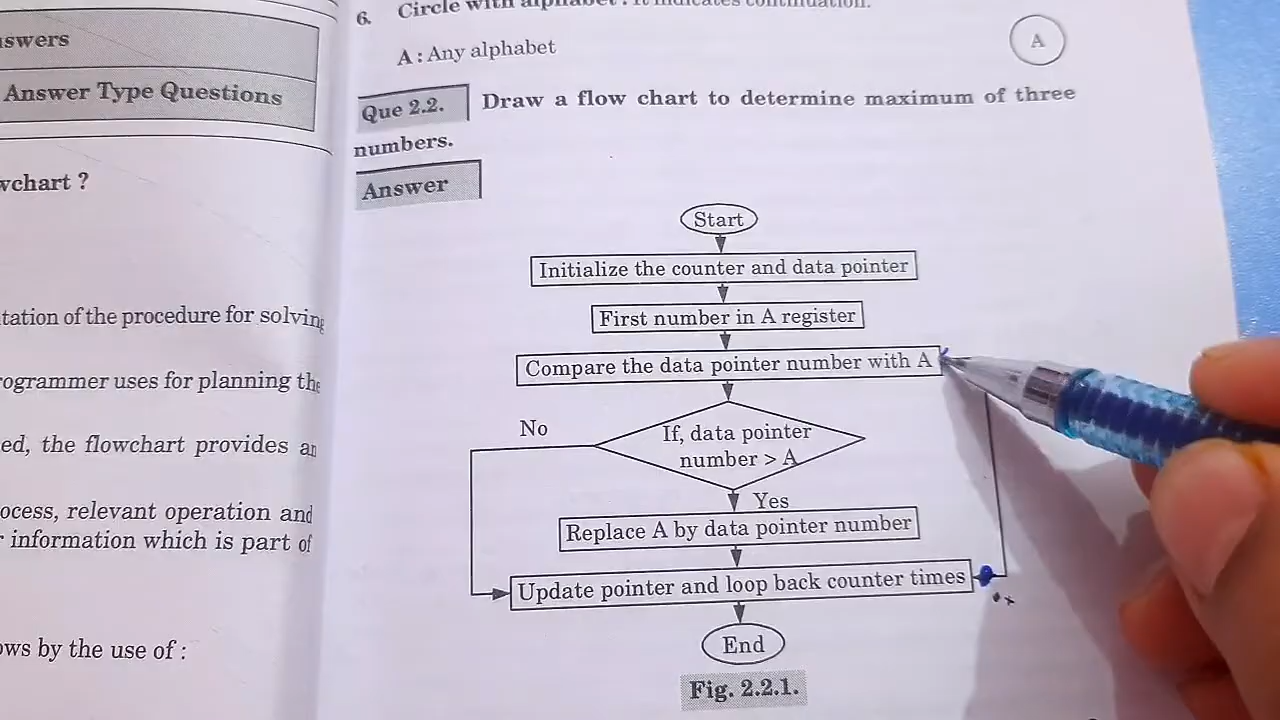 swers
Answer Type Questions
wchart ?
tation of the procedure for solving
rogrammer uses for planning the
ed, the flowchart provides an
ocess, relevant operation and
r information which is part of
ows by the use of :
6. Circle with alphabet : It indicates continuation.
A : Any alphabet
A
Que 2.2. Draw a flow chart to determine maximum of three
numbers.
Answer
Start
Initialize the counter and data pointer
First number in A register
Compare the data pointer number with A
If, data pointer
number > A
No
Yes
Replace A by data pointer number
Update pointer and loop back counter times
End
Fig. 2.2.1.